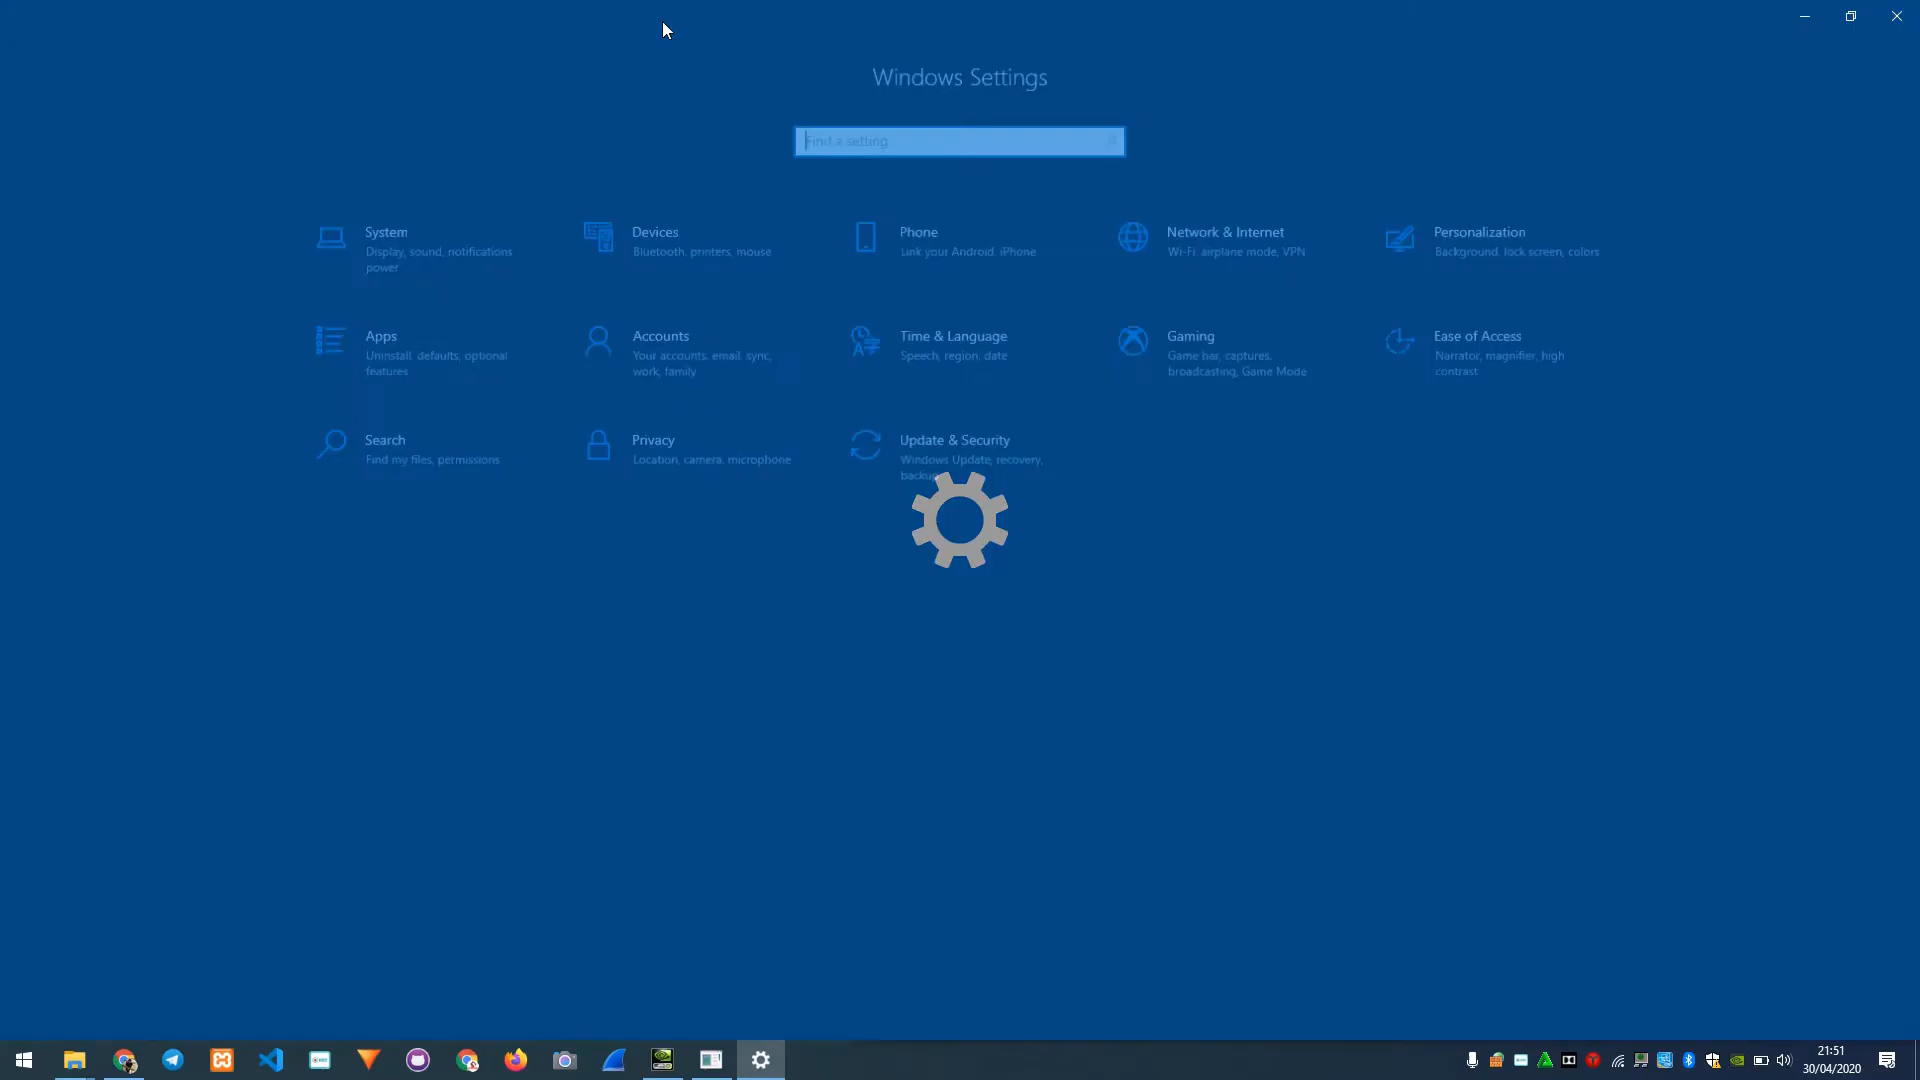 Windows Settings
Find a setting
System
Display, sound, notifications
power
Devices
Bluetooth, printers, mouse
Phone
Link your Android, iPhone
Network & Internet
Wi-Fi, airplane mode, VPN
Personalization
Background, lock screen, colors
Apps
Uninstall, defaults, optional
features
Accounts
Your accounts, email, sync,
work, family
Time & Language
Speech, region, date
Gaming
Game bar, captures,
broadcasting, Game Mode
Ease of Access
Narrator, magnifier, high
contrast
Search
Find my files, permissions
Privacy
Location, camera, microphone
Update & Security
Windows Update, recovery,
backup
21:51
30/04/2020